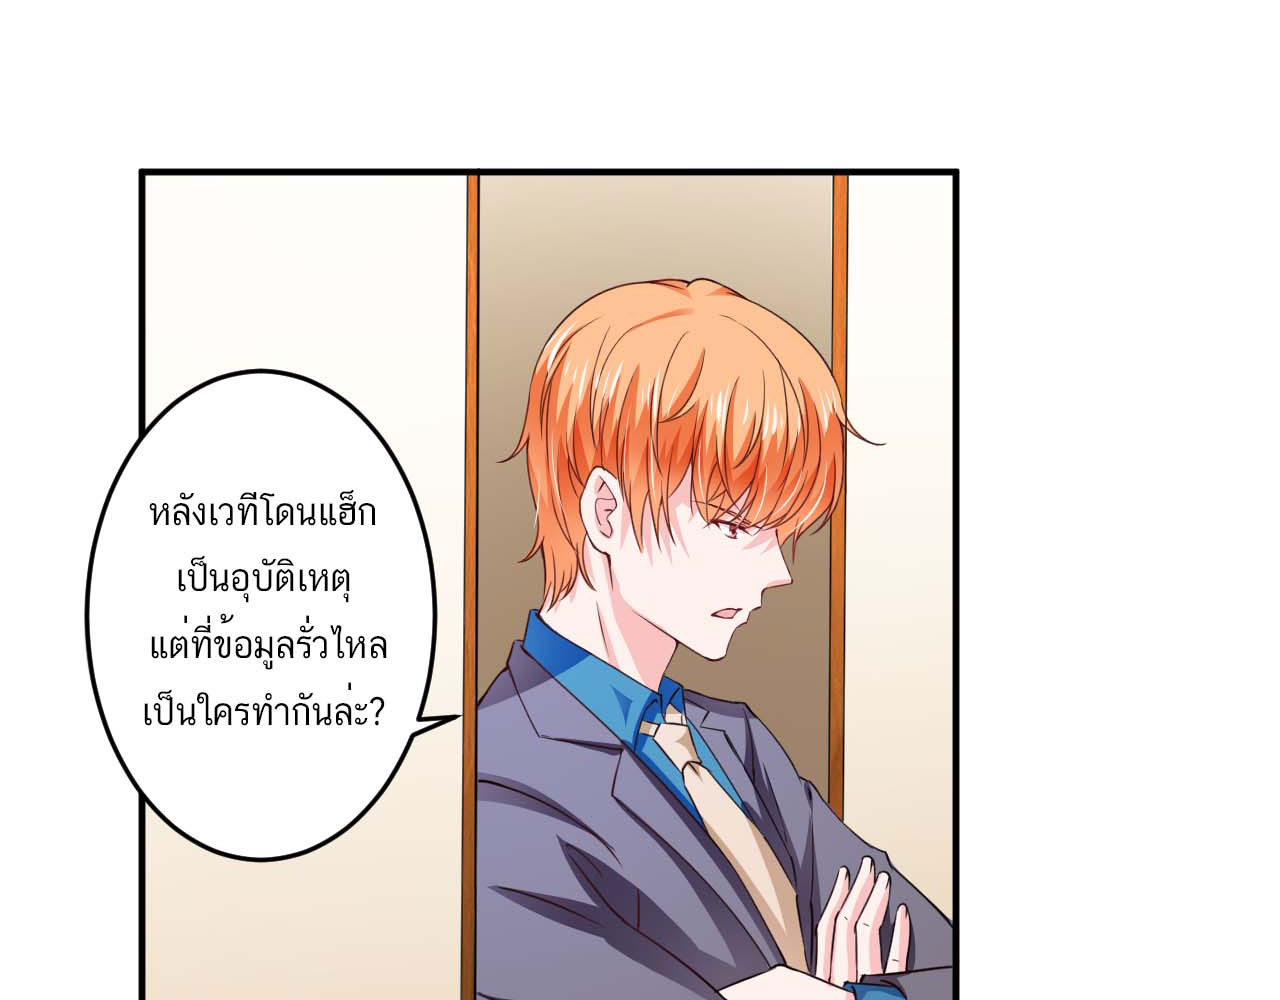 หลังเวทีโดนแฮ็ก
เป็นอุบัติเหตุ
แต่ที่ข้อมูลรั่วไหล
เป็นใครทำกันล่ะ?